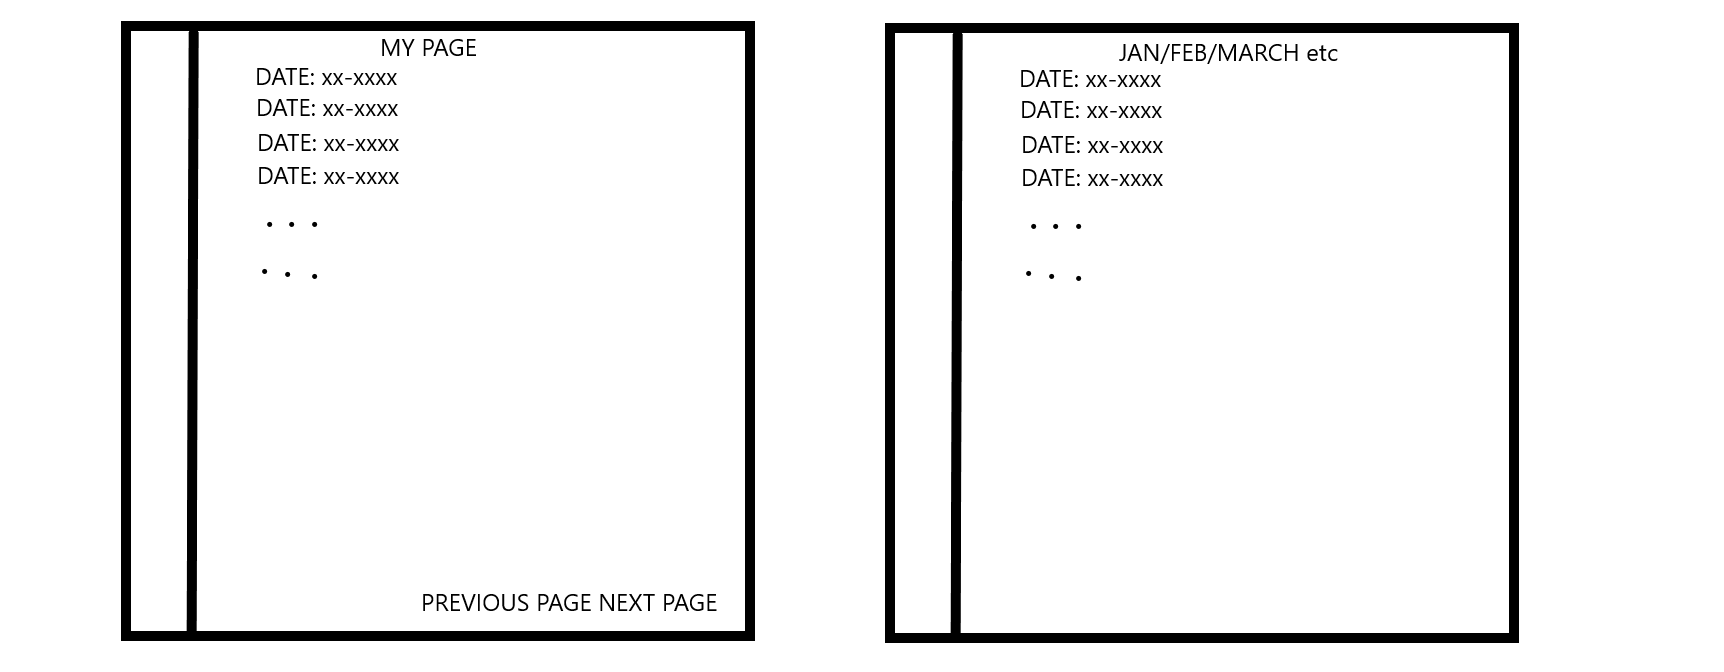 MY PAGE
DATE: xx-xxxx
DATE: xx-xxxx
DATE: xx-xxxx
DATE: xx-xxxx
. . .
. . .
PREVIOUS PAGE NEXT PAGE
JAN/FEB/MARCH etc
DATE: xx-xxxx
DATE: xx-xxxx
DATE: xx-xxxx
DATE: xx-xxxx
. . .
. . .